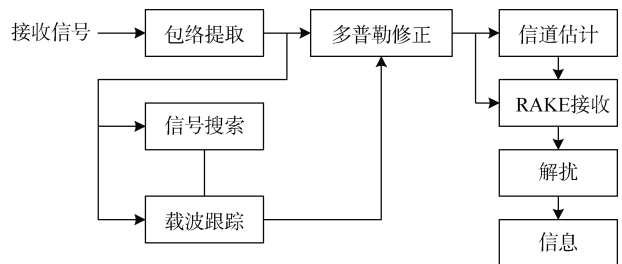 接收信号
包络提取
多普勒修正
信道估计
信号搜索
RAKE接收
载波跟踪
解扰
信息